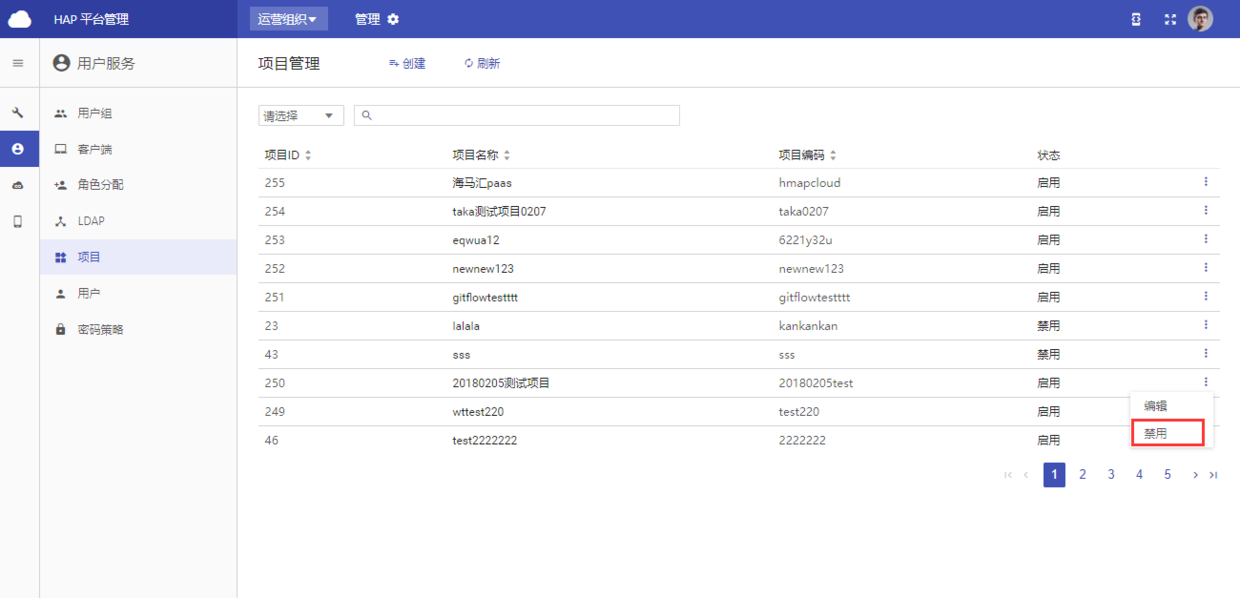 HAP 平台管理 运营组织 管理
用户服务 项目管理 创建 刷新
用户组
客户端
角色分配
LDAP
项目
用户
密码策略
请选择
项目ID 项目名称 项目编码 状态
255 海马汇paas hmapcloud 启用
254 taka测试项目0207 taka0207 启用
253 eqwua12 6221y32u 启用
252 newnew123 newnew123 启用
251 gitflowtestttt gitflowtestttt 启用
23 lalala kankankan 禁用
43 sss sss 禁用
250 20180205测试项目 20180205test 启用
249 wttest220 test220 启用
46 test2222222 2222222 启用
编辑
禁用
1 2 3 4 5